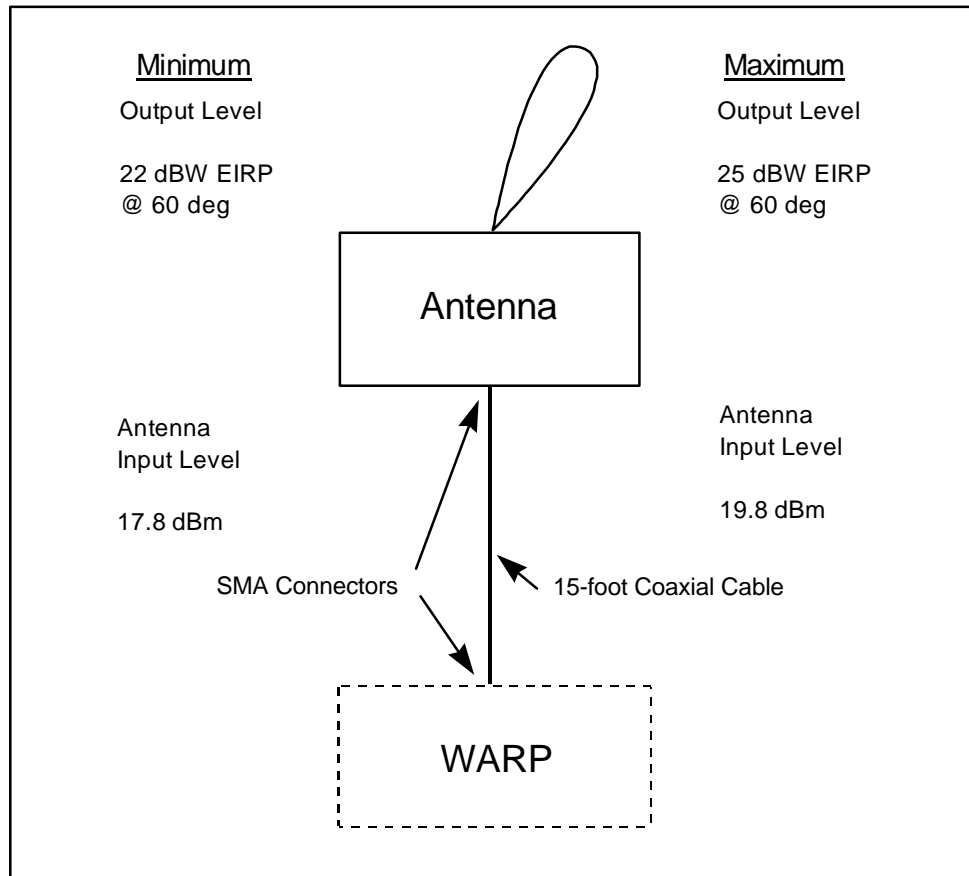 Minimum
Output Level
22 dBW EIRP
@ 60 deg
Maximum
Output Level
25 dBW EIRP
@ 60 deg
Antenna
Antenna
Input Level
17.8 dBm
Antenna
Input Level
19.8 dBm
SMA Connectors
15-foot Coaxial Cable
WARP